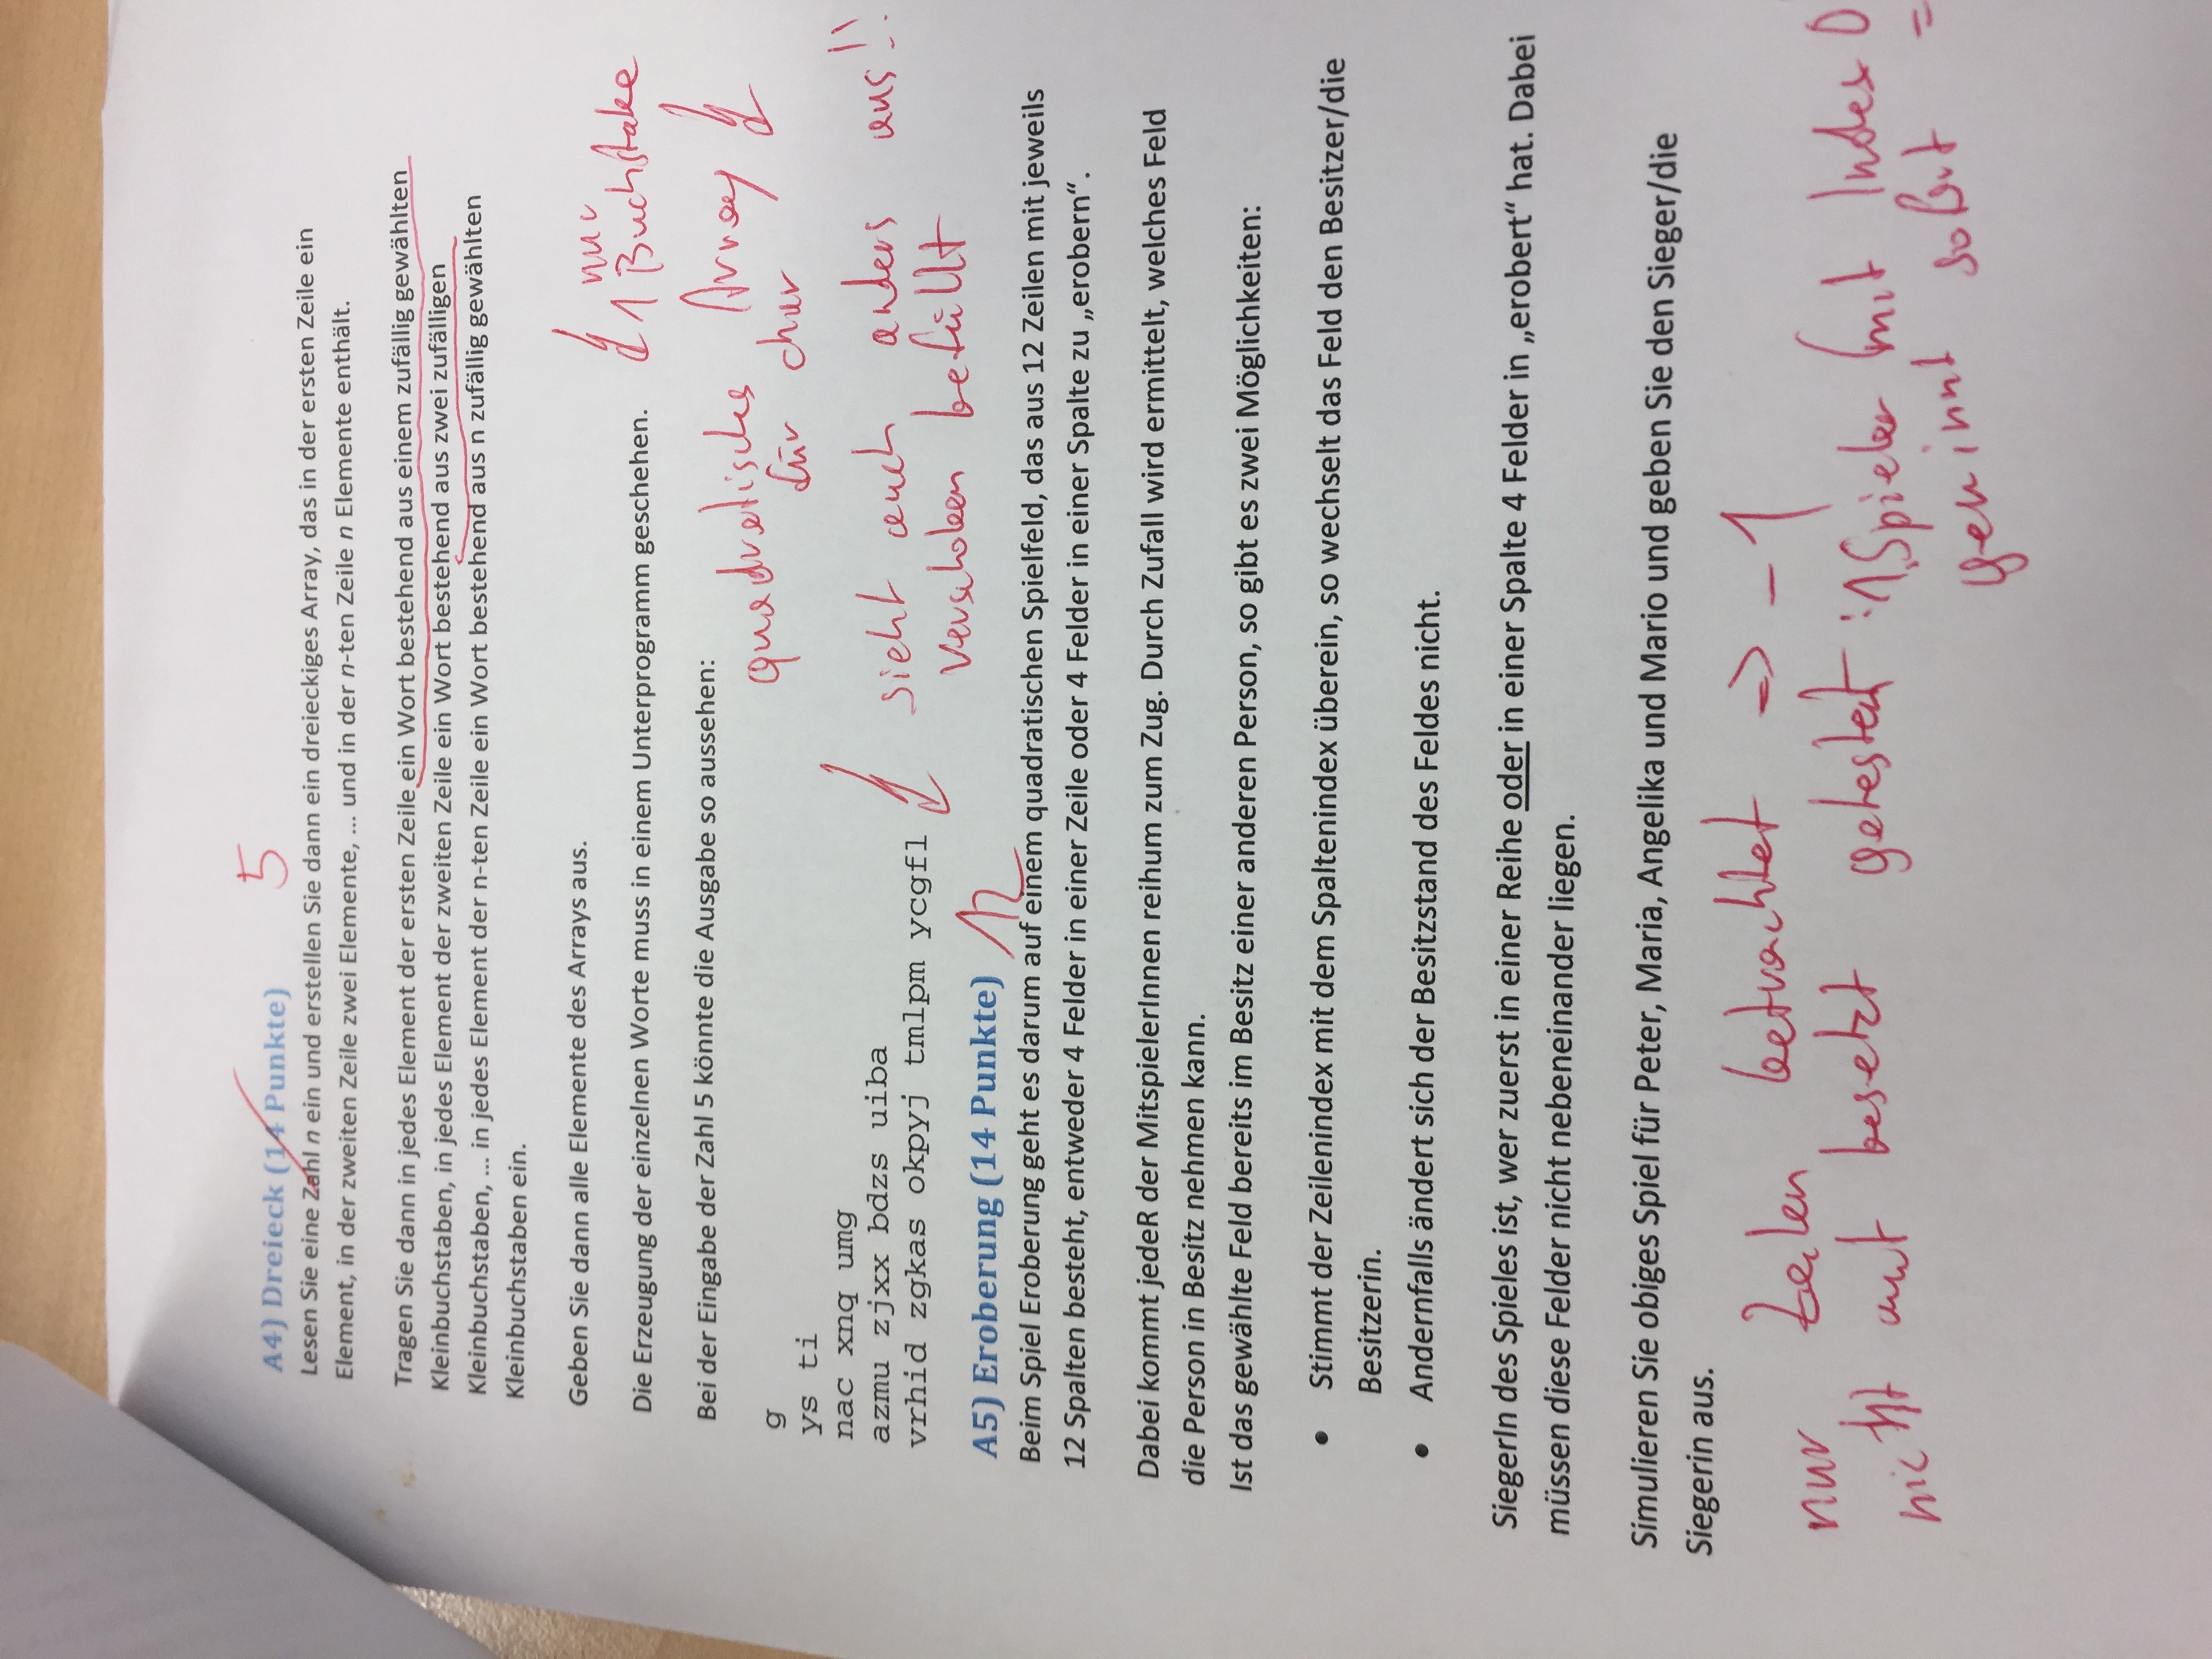 A4) Dreieck (14 Punkte) 5
Lesen Sie eine Zahl n ein und erstellen Sie dann ein dreieckiges Array, das in der ersten Zeile ein
Element, in der zweiten Zeile zwei Elemente, ... und in der n-ten Zeile n Elemente enthält.
Tragen Sie dann in jedes Element der ersten Zeile ein Wort bestehend aus einem zufällig gewählten
Kleinbuchstaben, in jedes Element der zweiten Zeile ein Wort bestehend aus zwei zufälligen
Kleinbuchstaben, ... in jedes Element der n-ten Zeile ein Wort bestehend aus n zufällig gewählten
Kleinbuchstaben ein.
Geben Sie dann alle Elemente des Arrays aus.
nur
Die Erzeugung der einzelnen Worte muss in einem Unterprogramm geschehen.
1 Buchstabe
Bei der Eingabe der Zahl 5 könnte die Ausgabe so aussehen:
quadratisches Array
für char
g
ys ti
nac xnq umg
azmu zjxx bdzs uiba
vrhid zgkas okpyj tmlpm ycgfl
sieht auch anders aus!!
verschoben befüllt
A5) Eroberung (14 Punkte) 12
Beim Spiel Eroberung geht es darum auf einem quadratischen Spielfeld, das aus 12 Zeilen mit jeweils
12 Spalten besteht, entweder 4 Felder in einer Zeile oder 4 Felder in einer Spalte zu „erobern“.
Dabei kommt jedeR der MitspielerInnen reihum zum Zug. Durch Zufall wird ermittelt, welches Feld
die Person in Besitz nehmen kann.
Ist das gewählte Feld bereits im Besitz einer anderen Person, so gibt es zwei Möglichkeiten:
• Stimmt der Zeilenindex mit dem Spaltenindex überein, so wechselt das Feld den Besitzer/die
Besitzerin.
• Andernfalls ändert sich der Besitzstand des Feldes nicht.
SiegerIn des Spieles ist, wer zuerst in einer Reihe oder in einer Spalte 4 Felder in „erobert“ hat. Dabei
müssen diese Felder nicht nebeneinander liegen.
Simulieren Sie obiges Spiel für Peter, Maria, Angelika und Mario und geben Sie den Sieger/die
Siegerin aus.
nur Zeilen betrachtet => -1
nicht auf besetzt getestet: 1. Spieler (mit Index 0
gewinnt sofort =